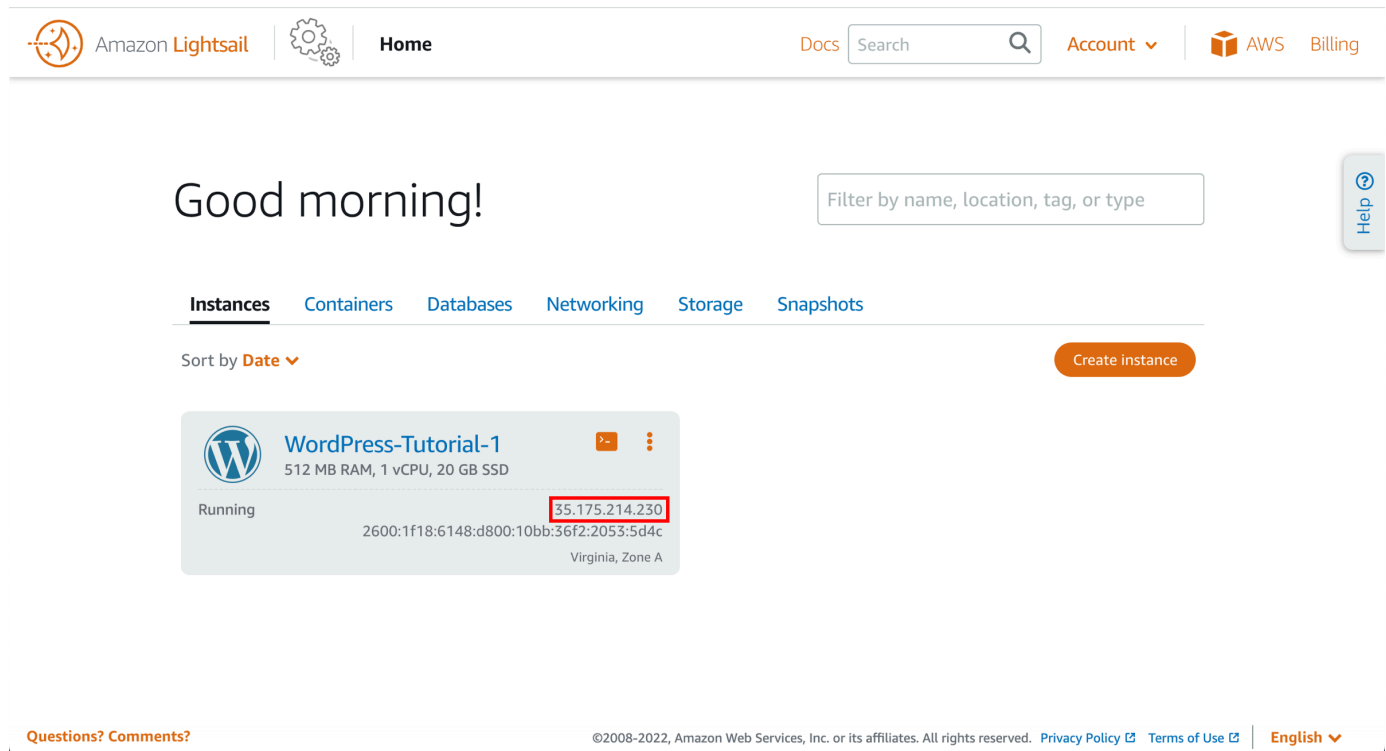 Amazon Lightsail Home Docs Search Account AWS Billing
Help
Good morning! Filter by name, location, tag, or type
Instances Containers Databases Networking Storage Snapshots
Sort by Date Create instance
WordPress-Tutorial-1
512 MB RAM, 1 vCPU, 20 GB SSD
Running 35.175.214.230
2600:1f18:6148:d800:10bb:36f2:2053:5d4c
Virginia, Zone A
Questions? Comments? ©2008-2022, Amazon Web Services, Inc. or its affiliates. All rights reserved. Privacy Policy Terms of Use English